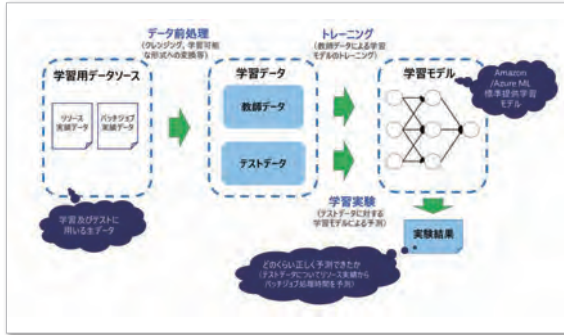 データ前処理
(クレンジング,学習可能
な形式への変換等)
トレーニング
(教師データによる学習
モデルのトレーニング)
学習用データソース
学習データ
学習モデル
Amazon
/Azure ML
標準提供学習
モデル
リソース
実績データ
バッチジョブ
実績データ
教師データ
テストデータ
学習及びテストに
用いる生データ
学習実験
(テストデータに対する
学習モデルによる予測)
実験結果
どのくらい正しく予測できたか
(テストデータについてリソース実績から
バッチジョブ処理時間を予測)